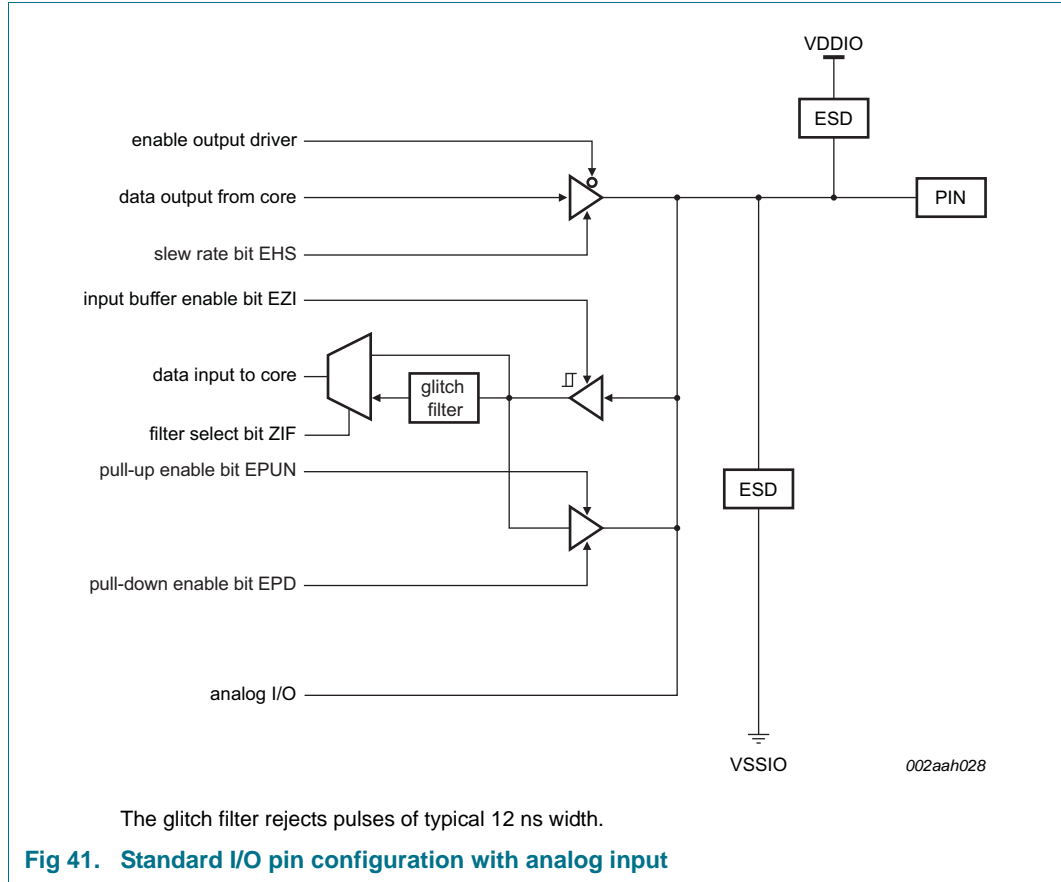 VDDIO
ESD
enable output driver
data output from core
PIN
slew rate bit EHS
input buffer enable bit EZI
data input to core
glitch
filter
filter select bit ZIF
pull-up enable bit EPUN
ESD
pull-down enable bit EPD
analog I/O
VSSIO
002aah028
The glitch filter rejects pulses of typical 12 ns width.
Fig 41. Standard I/O pin configuration with analog input